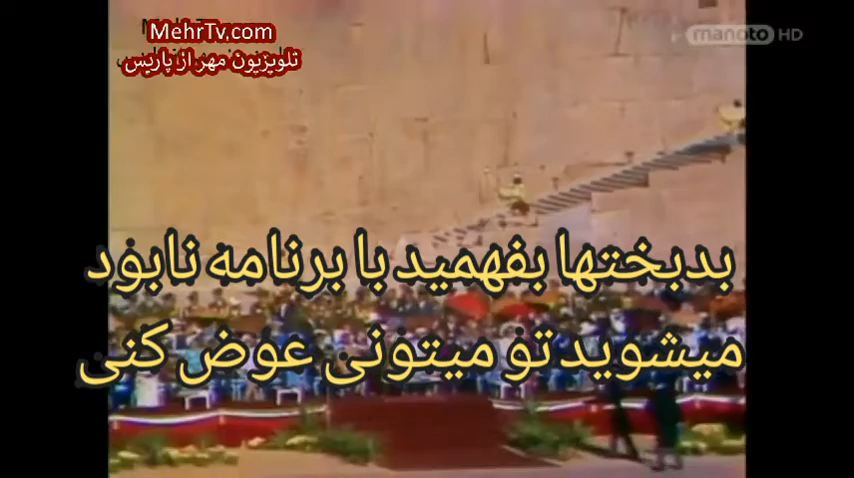 MehrTv.com
تلویزیون مهر از پاریس
manoto HD
بدبختها بفهمید با برنامه نابود
میشوید تو میتونی عوض کنی